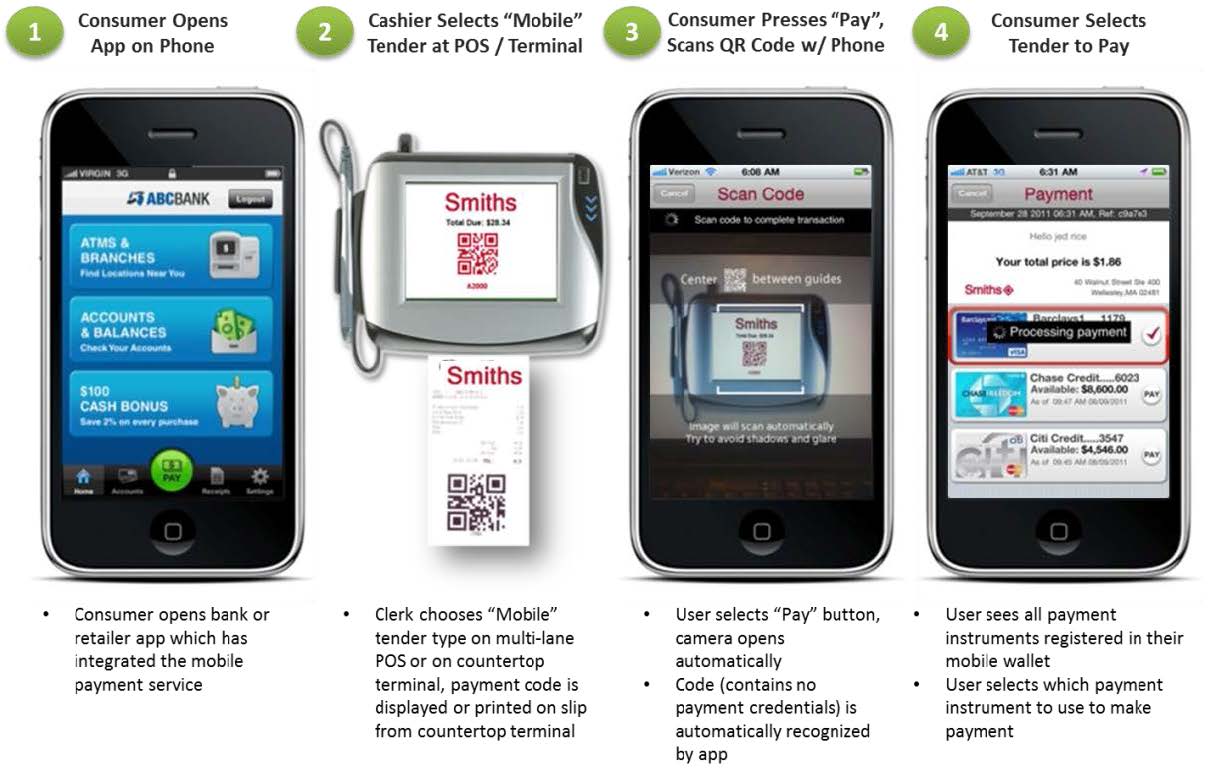 1
Consumer Opens
App on Phone
2
Cashier Selects “Mobile”
Tender at POS / Terminal
3
Consumer Presses “Pay”,
Scans QR Code w/ Phone
4
Consumer Selects
Tender to Pay
VIRGIN 3G
ABCBANK
Logout
ATMS &
BRANCHES
Find Locations Near You
ACCOUNTS
& BALANCES
Check Your Accounts
$100
CASH BONUS
Save 2% on every purchase
PAY
Home
Accounts
Receipts
Settings
Smiths
Total Due: $28.34
A2000
Smiths
Verizon
6:08 AM
Cancel
Scan Code
Scan code to complete transaction
Center between guides
Smiths
Image will scan automatically
Try to avoid shadows and glare
AT&T 3G
6:31 AM
Cancel
Payment
September 28 2011 06:31 AM, Ref: c9a7e3
Hello jed rice
Your total price is $1.86
Smiths
40 Walnut Street Ste 400
Wellesley,MA 02481
1179
Processing payment
VISA
CHASE FREEDOM
Chase Credit.....6023
Available: $8,600.00
As of 09:47 AM 08/09/2011
PAY
citi
Citi Credit.....3547
Available: $4,546.00
As of 09:45 AM 08/09/2011
PAY
• Consumer opens bank or
retailer app which has
integrated the mobile
payment service
• Clerk chooses “Mobile”
tender type on multi-lane
POS or on countertop
terminal, payment code is
displayed or printed on slip
from countertop terminal
• User selects “Pay” button,
camera opens
automatically
• Code (contains no
payment credentials) is
automatically recognized
by app
• User sees all payment
instruments registered in their
mobile wallet
• User selects which payment
instrument to use to make
payment